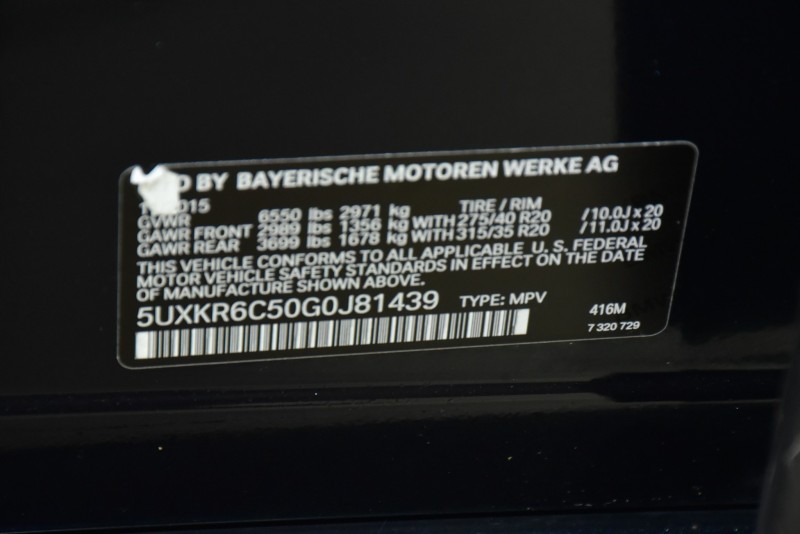 D BY BAYERISCHE MOTOREN WERKE AG
015 TIRE / RIM
GVWR 6550 lbs 2971 kg
GAWR FRONT 2989 lbs 1356 kg WITH 275/40 R20 /10.0J x 20
GAWR REAR 3699 lbs 1678 kg WITH 315/35 R20 /11.0J x 20
THIS VEHICLE CONFORMS TO ALL APPLICABLE U. S. FEDERAL
MOTOR VEHICLE SAFETY STANDARDS IN EFFECT ON THE DATE
OF MANUFACTURE SHOWN ABOVE.
5UXKR6C50G0J81439 TYPE: MPV
416M
7 320 729